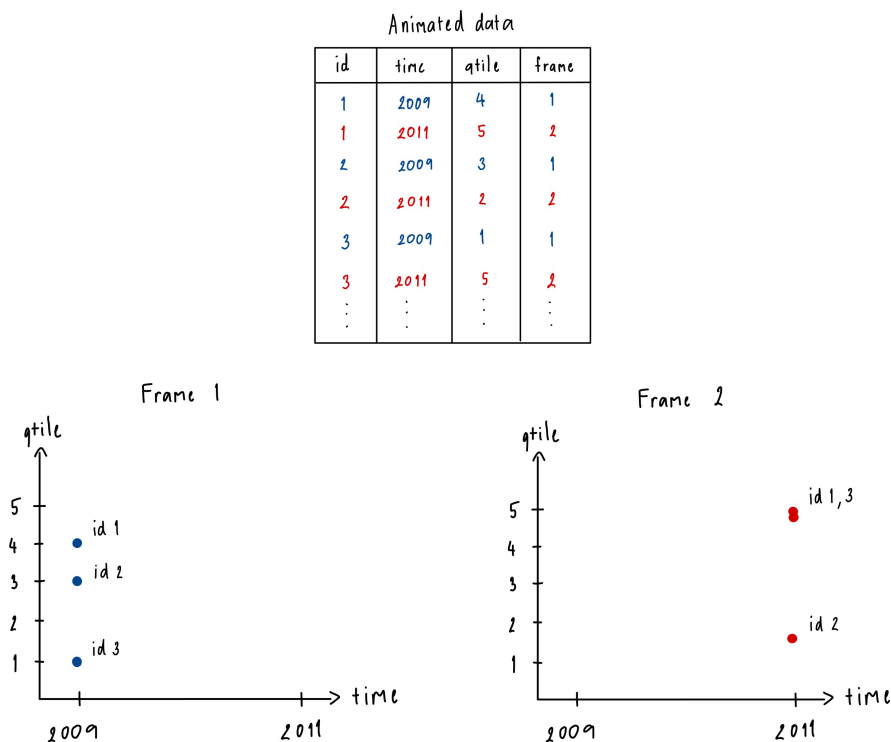 Animated data
id time qtile frame
1 2009 4 1
1 2011 5 2
2 2009 3 1
2 2011 2 2
3 2009 1 1
3 2011 5 2
Frame 1
qtile
5
4
3
2
1
id 1
id 2
id 3
2009 2011
time
Frame 2
qtile
5
4
3
2
1
id 1,3
id 2
2009 2011
time